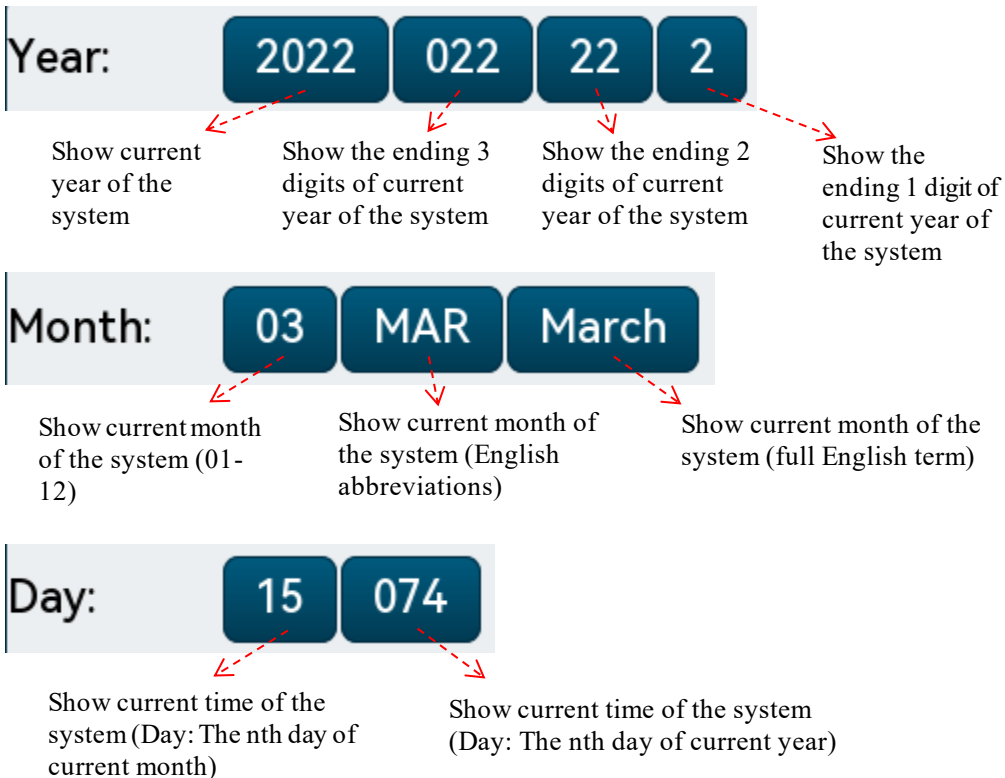 Year: 2022 022 22 2
Show current
year of the
system
Show the ending 3
digits of current
year of the system
Show the ending 2
digits of current
year of the system
Show the
ending 1 digit of
current year of
the system
Month: 03 MAR March
Show current month
of the system (01-
12)
Show current month of
the system (English
abbreviations)
Show current month of the
system (full English term)
Day: 15 074
Show current time of the
system (Day: The nth day of
current month)
Show current time of the system
(Day: The nth day of current year)